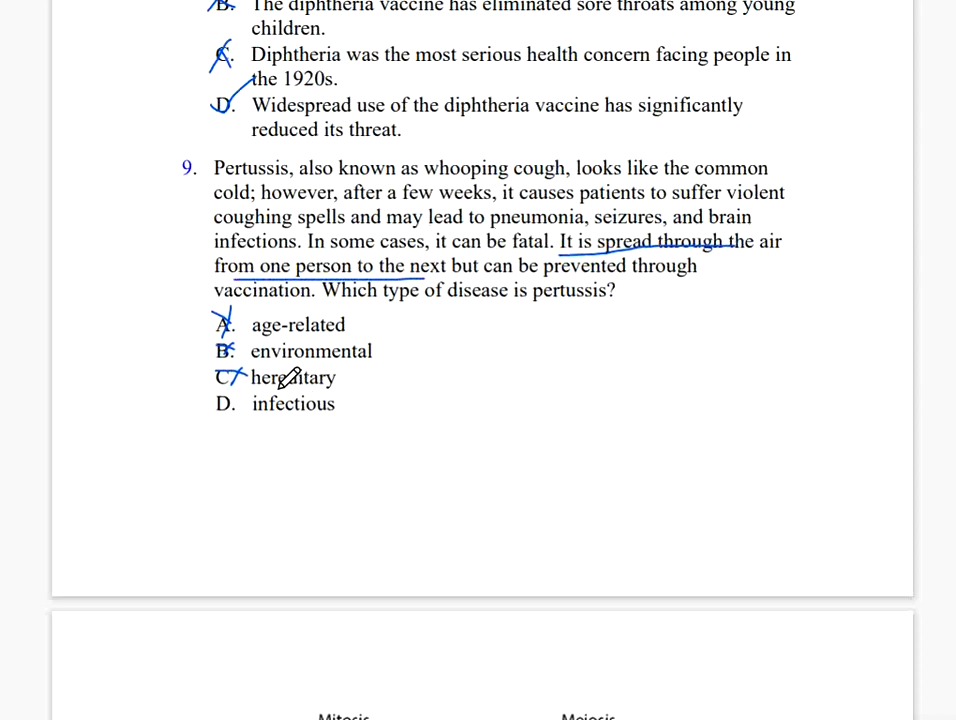 B. The diphtheria vaccine has eliminated sore throats among young
children.
C. Diphtheria was the most serious health concern facing people in
the 1920s.
D. Widespread use of the diphtheria vaccine has significantly
reduced its threat.
9. Pertussis, also known as whooping cough, looks like the common
cold; however, after a few weeks, it causes patients to suffer violent
coughing spells and may lead to pneumonia, seizures, and brain
infections. In some cases, it can be fatal. It is spread through the air
from one person to the next but can be prevented through
vaccination. Which type of disease is pertussis?
A. age-related
B. environmental
C. hereditary
D. infectious
Mitosis Meiosis